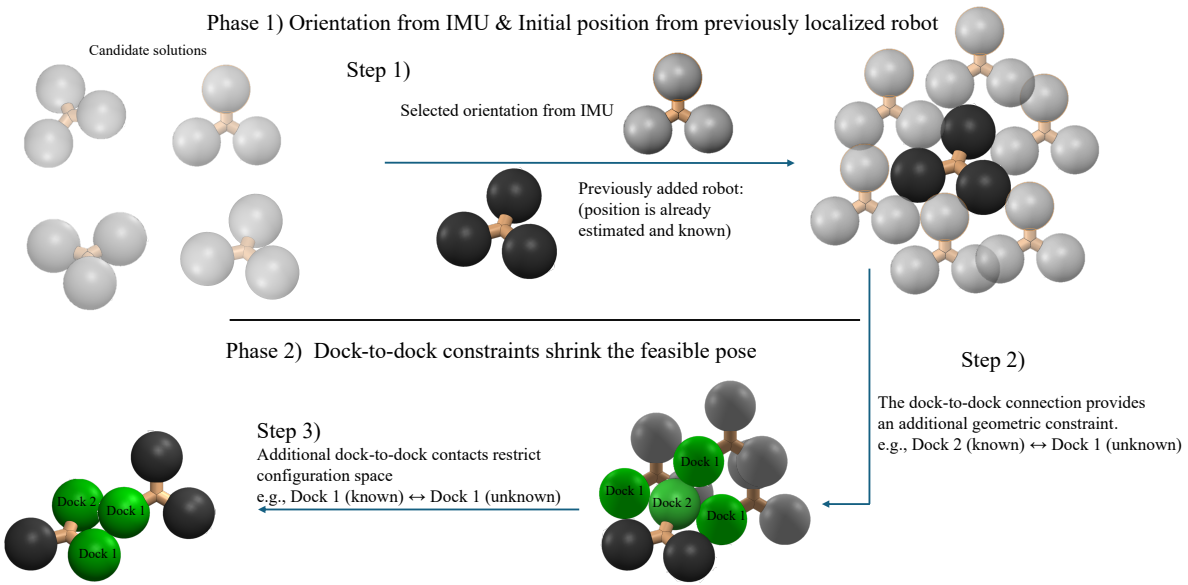 Phase 1) Orientation from IMU & Initial position from previously localized robot
Candidate solutions
Step 1)
Selected orientation from IMU
Previously added robot:
(position is already
estimated and known)
Phase 2) Dock-to-dock constraints shrink the feasible pose
Step 2)
The dock-to-dock connection provides
an additional geometric constraint.
e.g., Dock 2 (known) ↔ Dock 1 (unknown)
Step 3)
Additional dock-to-dock contacts restrict
configuration space
e.g., Dock 1 (known) ↔ Dock 1 (unknown)
Dock 1
Dock 1
Dock 2
Dock 1
Dock 2
Dock 1
Dock 1